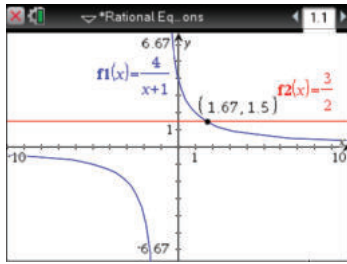 *Rational Eq...ons
1.1
6.67 y
f1(x)=4/(x+1)
f2(x)=3/2
(1.67, 1.5)
1
x
-10 1 10
-6.67